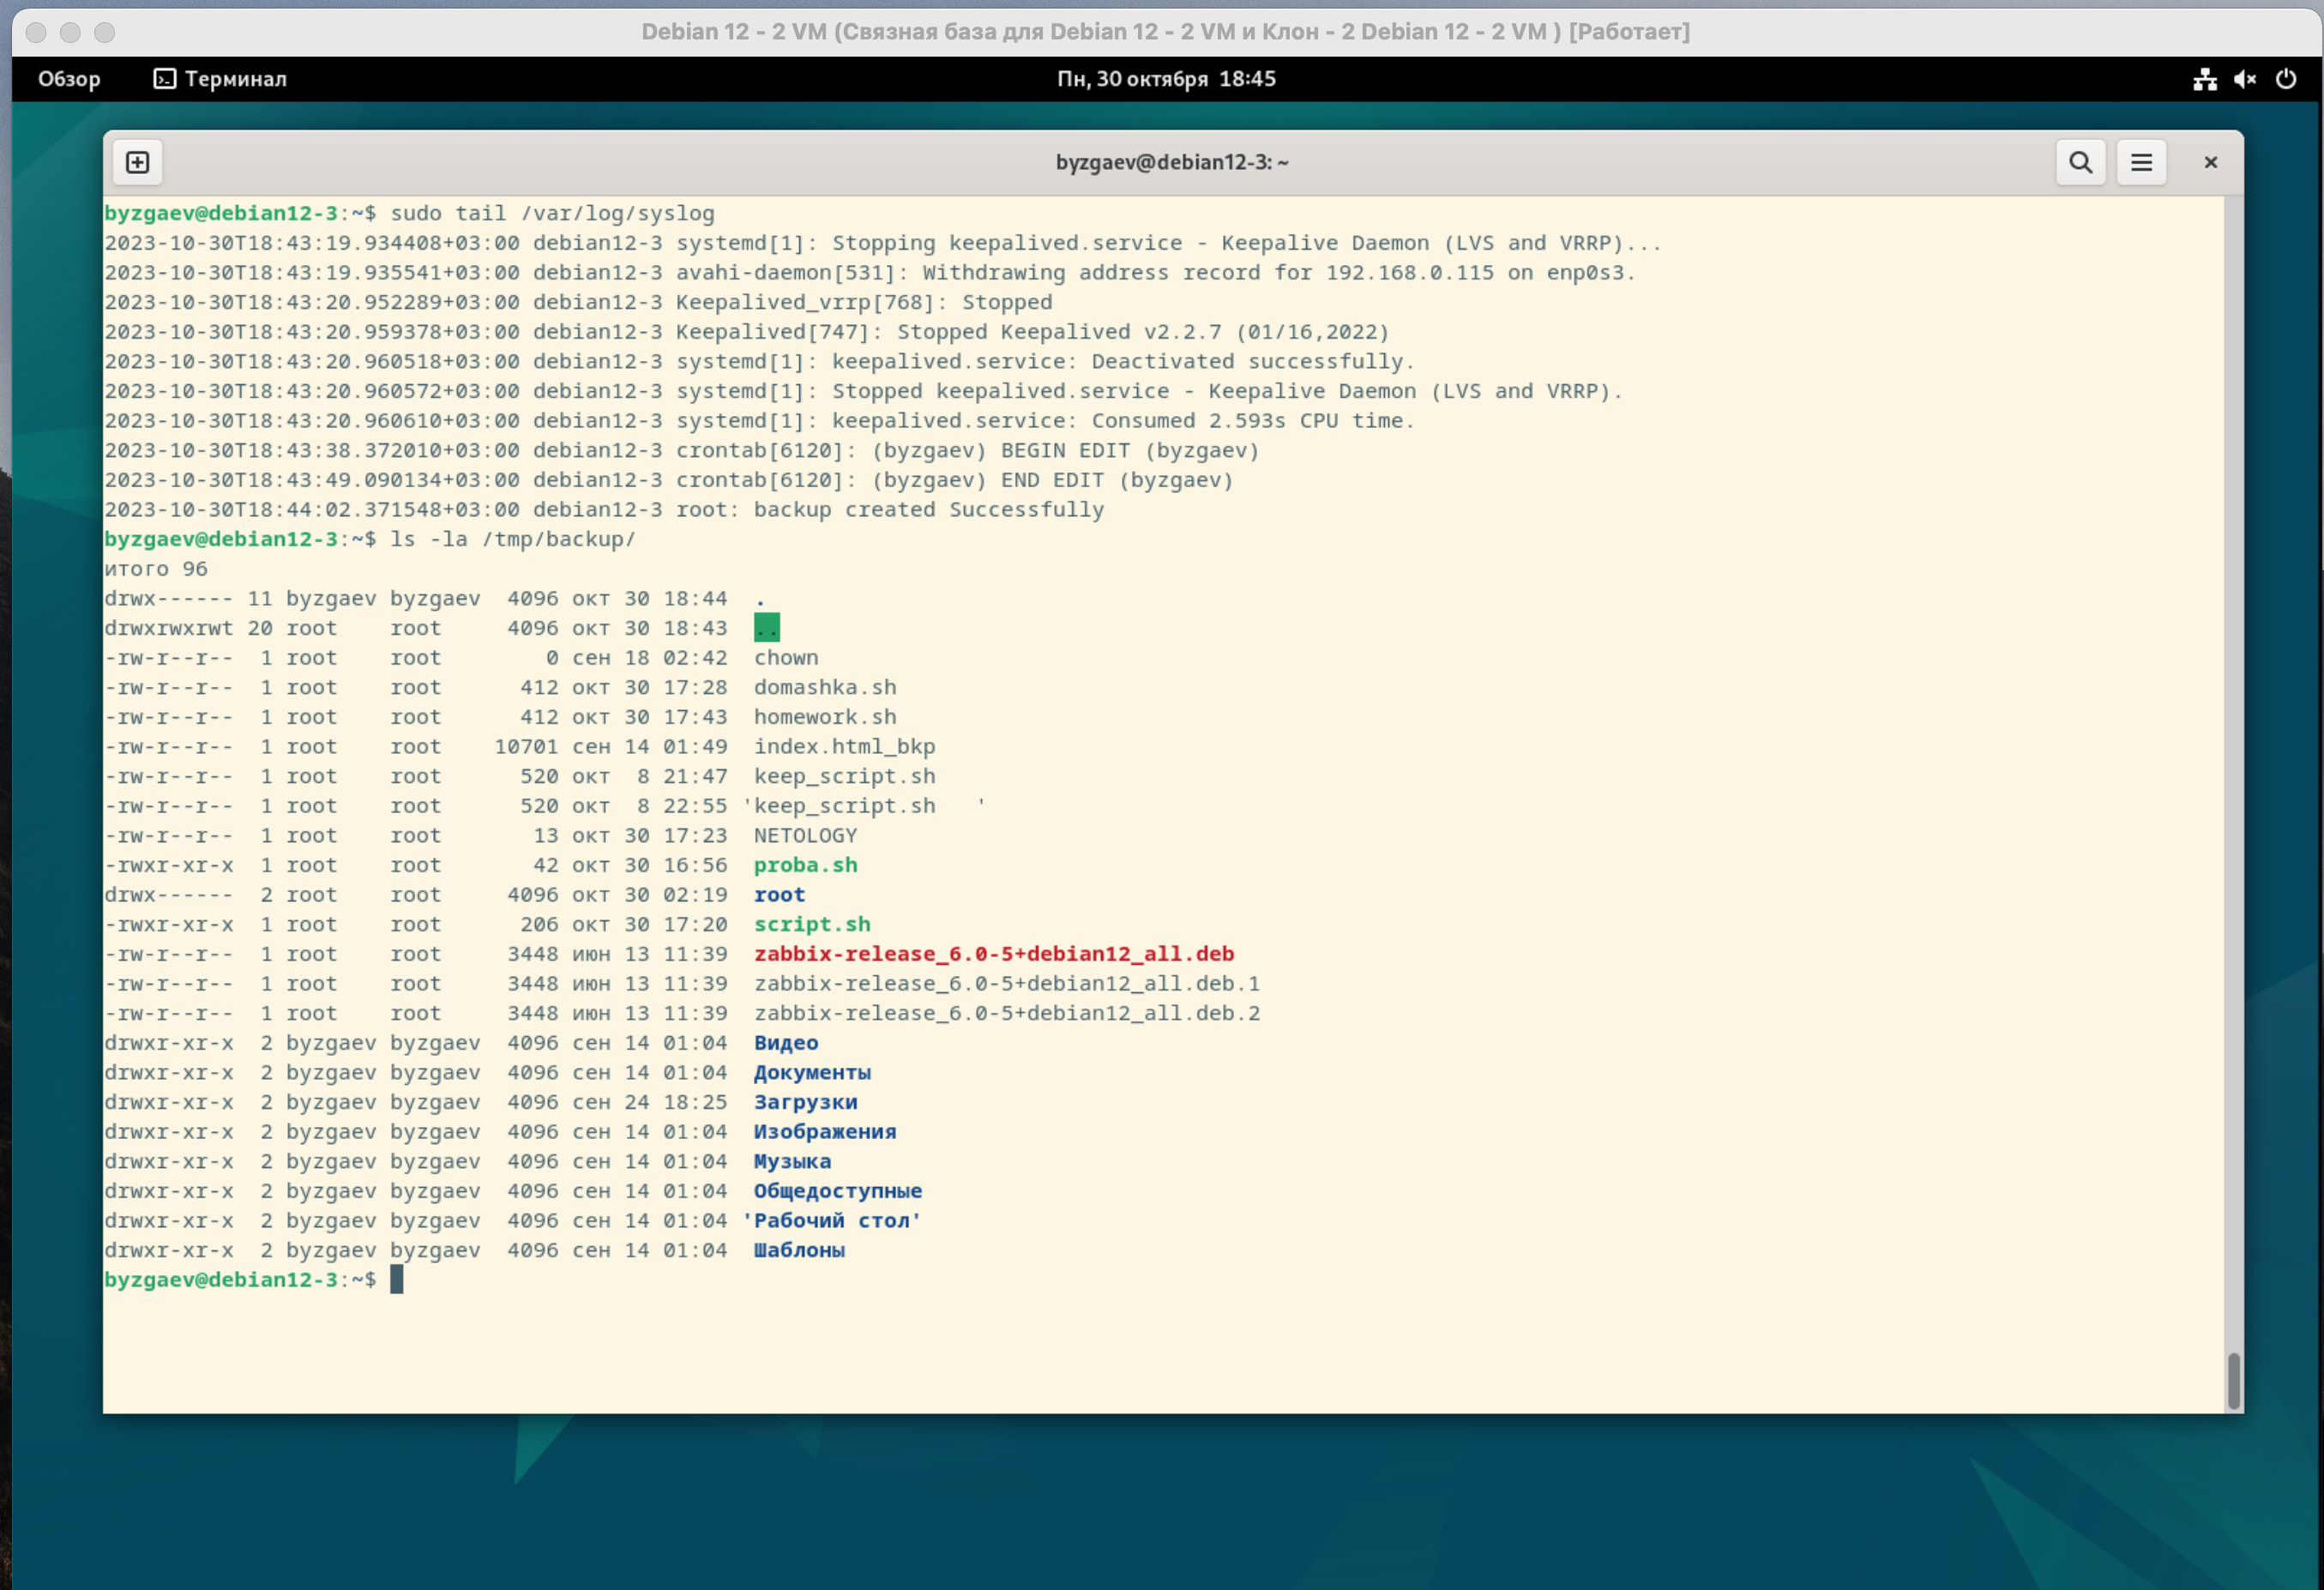 Debian 12 - 2 VM (Связная база для Debian 12 - 2 VM и Клон - 2 Debian 12 - 2 VM ) [Работает]
Обзор Терминал Пн, 30 октября 18:45
byzgaev@debian12-3: ~
byzgaev@debian12-3:~$ sudo tail /var/log/syslog
2023-10-30T18:43:19.934408+03:00 debian12-3 systemd[1]: Stopping keepalived.service - Keepalive Daemon (LVS and VRRP)...
2023-10-30T18:43:19.935541+03:00 debian12-3 avahi-daemon[531]: Withdrawing address record for 192.168.0.115 on enp0s3.
2023-10-30T18:43:20.952289+03:00 debian12-3 Keepalived_vrrp[768]: Stopped
2023-10-30T18:43:20.959378+03:00 debian12-3 Keepalived[747]: Stopped Keepalived v2.2.7 (01/16,2022)
2023-10-30T18:43:20.960518+03:00 debian12-3 systemd[1]: keepalived.service: Deactivated successfully.
2023-10-30T18:43:20.960572+03:00 debian12-3 systemd[1]: Stopped keepalived.service - Keepalive Daemon (LVS and VRRP).
2023-10-30T18:43:20.960610+03:00 debian12-3 systemd[1]: keepalived.service: Consumed 2.593s CPU time.
2023-10-30T18:43:38.372010+03:00 debian12-3 crontab[6120]: (byzgaev) BEGIN EDIT (byzgaev)
2023-10-30T18:43:49.090134+03:00 debian12-3 crontab[6120]: (byzgaev) END EDIT (byzgaev)
2023-10-30T18:44:02.371548+03:00 debian12-3 root: backup created Successfully
byzgaev@debian12-3:~$ ls -la /tmp/backup/
итого 96
drwx------ 11 byzgaev byzgaev  4096 окт 30 18:44  .
drwxrwxrwt 20 root    root     4096 окт 30 18:43  ..
-rw-r--r--  1 root    root        0 сен 18 02:42  chown
-rw-r--r--  1 root    root      412 окт 30 17:28  domashka.sh
-rw-r--r--  1 root    root      412 окт 30 17:43  homework.sh
-rw-r--r--  1 root    root    10701 сен 14 01:49  index.html_bkp
-rw-r--r--  1 root    root      520 окт  8 21:47  keep_script.sh
-rw-r--r--  1 root    root      520 окт  8 22:55 'keep_script.sh   '
-rw-r--r--  1 root    root       13 окт 30 17:23  NETOLOGY
-rwxr-xr-x  1 root    root       42 окт 30 16:56  proba.sh
drwx------  2 root    root     4096 окт 30 02:19  root
-rwxr-xr-x  1 root    root      206 окт 30 17:20  script.sh
-rw-r--r--  1 root    root     3448 июн 13 11:39  zabbix-release_6.0-5+debian12_all.deb
-rw-r--r--  1 root    root     3448 июн 13 11:39  zabbix-release_6.0-5+debian12_all.deb.1
-rw-r--r--  1 root    root     3448 июн 13 11:39  zabbix-release_6.0-5+debian12_all.deb.2
drwxr-xr-x  2 byzgaev byzgaev  4096 сен 14 01:04  Видео
drwxr-xr-x  2 byzgaev byzgaev  4096 сен 14 01:04  Документы
drwxr-xr-x  2 byzgaev byzgaev  4096 сен 24 18:25  Загрузки
drwxr-xr-x  2 byzgaev byzgaev  4096 сен 14 01:04  Изображения
drwxr-xr-x  2 byzgaev byzgaev  4096 сен 14 01:04  Музыка
drwxr-xr-x  2 byzgaev byzgaev  4096 сен 14 01:04  Общедоступные
drwxr-xr-x  2 byzgaev byzgaev  4096 сен 14 01:04 'Рабочий стол'
drwxr-xr-x  2 byzgaev byzgaev  4096 сен 14 01:04  Шаблоны
byzgaev@debian12-3:~$